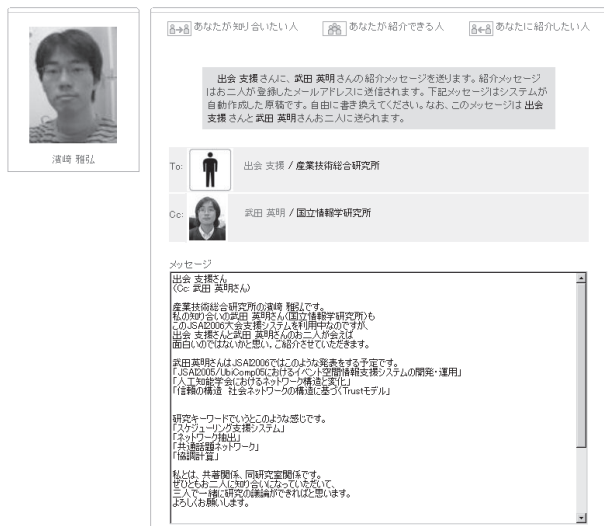 あなたが知り合いたい人
あなたが紹介できる人
あなたに紹介したい人
濱崎 雅弘
出会 支援さんに、武田 英明さんの紹介メッセージを送ります。紹介メッセージ
はお二人が登録したメールアドレスに送信されます。下記メッセージはシステムが
自動作成した原稿です。自由に書き換えてください。なお、このメッセージは 出会
支援 さんと武田 英明さんお二人に送られます。
To: 出会 支援 / 産業技術総合研究所
Cc: 武田 英明 / 国立情報学研究所
メッセージ
出会 支援さん
(Cc: 武田 英明さん)
産業技術総合研究所の濱崎 雅弘です。
私の知り合いの武田 英明さん(国立情報学研究所)も
このJSAI2006大会支援システムを利用中なのですが、
出会 支援さんと武田 英明さんのお二人が会えば
面白いのではないかと思い、ご紹介させていただきます。
武田英明さんはJSAI2006ではこのような発表をする予定です。
「JSAI2005/UbiComp05におけるイベント空間情報支援システムの開発・運用」
「人工知能学会におけるネットワーク構造と変化」
「信頼の構造 社会ネットワークの構造に基づくTrustモデル」
研究キーワードでいうとこのような感じです。
「スケジューリング支援システム」
「ネットワーク抽出」
「共通話題ネットワーク」
「協調計算」
私とは、共著関係、同研究室関係です。
ぜひともお二人に知り合いになっていただいて、
三人で一緒に研究の議論ができればと思います。
よろしくお願いします。